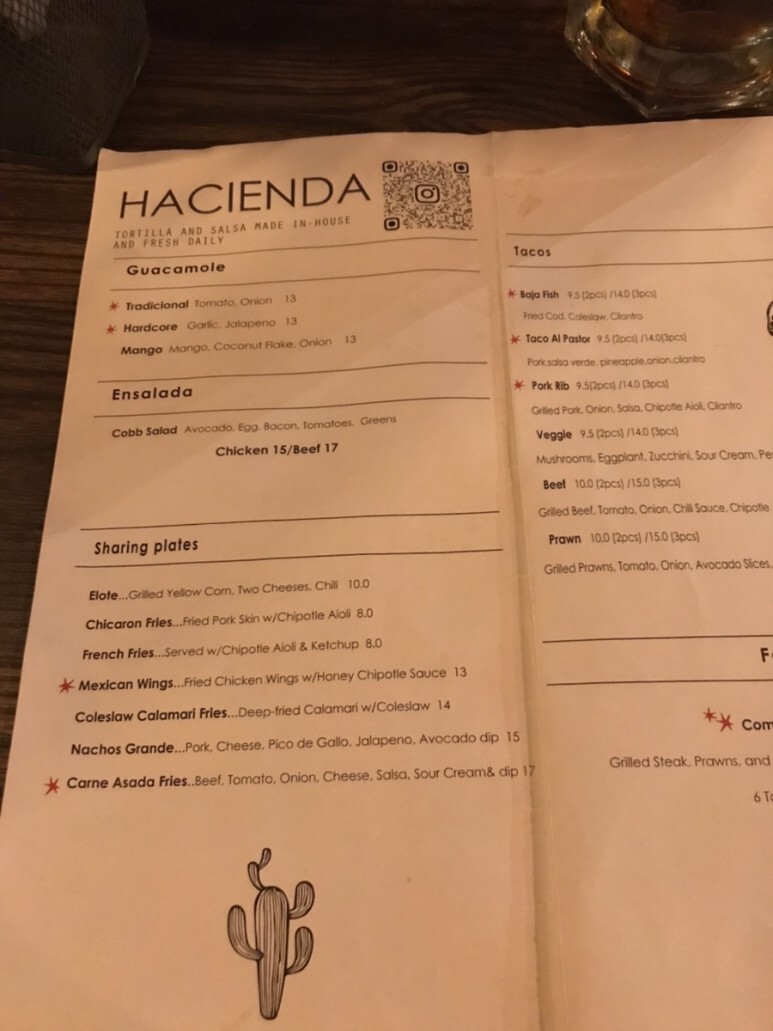 HACIENDA
TORTILLA AND SALSA MADE IN-HOUSE
AND FRESH DAILY
Guacamole
Tradicional Tomato, Onion 13
Hardcore Garlic, Jalapeno 13
Mango Mango, Coconut Flake, Onion 13
Ensalada
Cobb Salad Avocado, Egg, Bacon, Tomatoes, Greens
Chicken 15/Beef 17
Sharing plates
Elote...Grilled Yellow Corn, Two Cheeses, Chili 10.0
Chicaron Fries...Fried Pork Skin w/Chipotle Aioli 8.0
French Fries...Served w/Chipotle Aioli & Ketchup 8.0
Mexican Wings...Fried Chicken Wings w/Honey Chipotle Sauce 13
Coleslaw Calamari Fries...Deep-fried Calamari w/Coleslaw 14
Nachos Grande...Pork, Cheese, Pico de Gallo, Jalapeno, Avocado dip 15
Carne Asada Fries..Beef, Tomato, Onion, Cheese, Salsa, Sour Cream& dip 17
Tacos
Baja Fish 9.5 (2pcs) /14.0 (3pcs)
Fried Cod, Coleslaw, Cilantro
Taco Al Pastor 9.5 (2pcs) /14.0(3pcs)
Pork,salsa verde, pineapple,onion,cilantro
Pork Rib 9.5(2pcs) /14.0 (3pcs)
Grilled Pork, Onion, Salsa, Chipotle Aioli, Cilantro
Veggie 9.5 (2pcs) /14.0 (3pcs)
Mushrooms, Eggplant, Zucchini, Sour Cream,
Beef 10.0 (2pcs) /15.0 (3pcs)
Grilled Beef, Tomato, Onion, Chili Sauce, Chipotle
Prawn 10.0 (2pcs) /15.0 (3pcs)
Grilled Prawns, Tomato, Onion, Avocado Slices,
Grilled Steak, Prawns, and
6